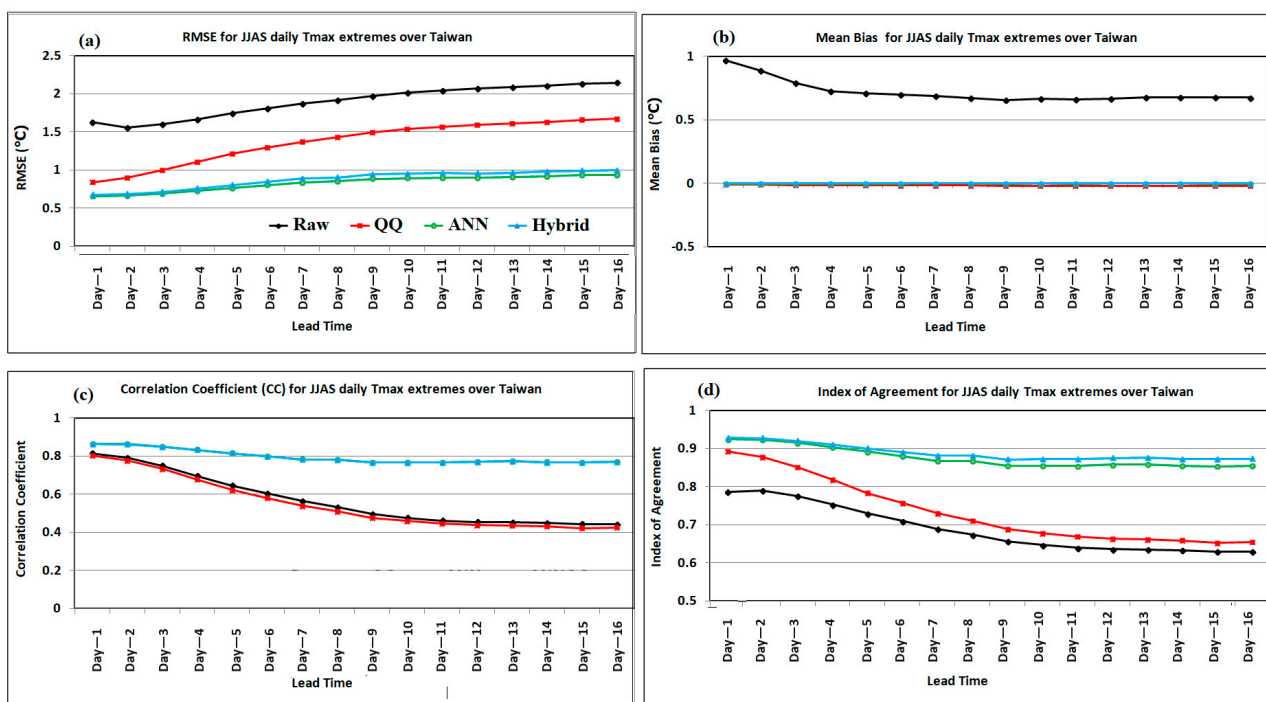 (a)
RMSE for JJAS daily Tmax extremes over Taiwan
2.5
2
1.5
1
0.5
0
RMSE (°C)
Raw QQ ANN Hybrid
Day—1 Day—2 Day—3 Day—4 Day—5 Day—6 Day—7 Day—8 Day—9 Day—10 Day—11 Day—12 Day—13 Day—14 Day—15 Day—16
Lead Time
(b)
Mean Bias for JJAS daily Tmax extremes over Taiwan
1
0.5
0
-0.5
Mean Bias (°C)
Day—1 Day—2 Day—3 Day—4 Day—5 Day—6 Day—7 Day—8 Day—9 Day—10 Day—11 Day—12 Day—13 Day—14 Day—15 Day—16
Lead Time
(c)
Correlation Coefficient (CC) for JJAS daily Tmax extremes over Taiwan
1
0.8
0.6
0.4
0.2
0
Correlation Coefficient
Day—1 Day—2 Day—3 Day—4 Day—5 Day—6 Day—7 Day—8 Day—9 Day—10 Day—11 Day—12 Day—13 Day—14 Day—15 Day—16
Lead Time
(d)
Index of Agreement for JJAS daily Tmax extremes over Taiwan
1
0.9
0.8
0.7
0.6
0.5
Index of Agreement
Day—1 Day—2 Day—3 Day—4 Day—5 Day—6 Day—7 Day—8 Day—9 Day—10 Day—11 Day—12 Day—13 Day—14 Day—15 Day—16
Lead Time